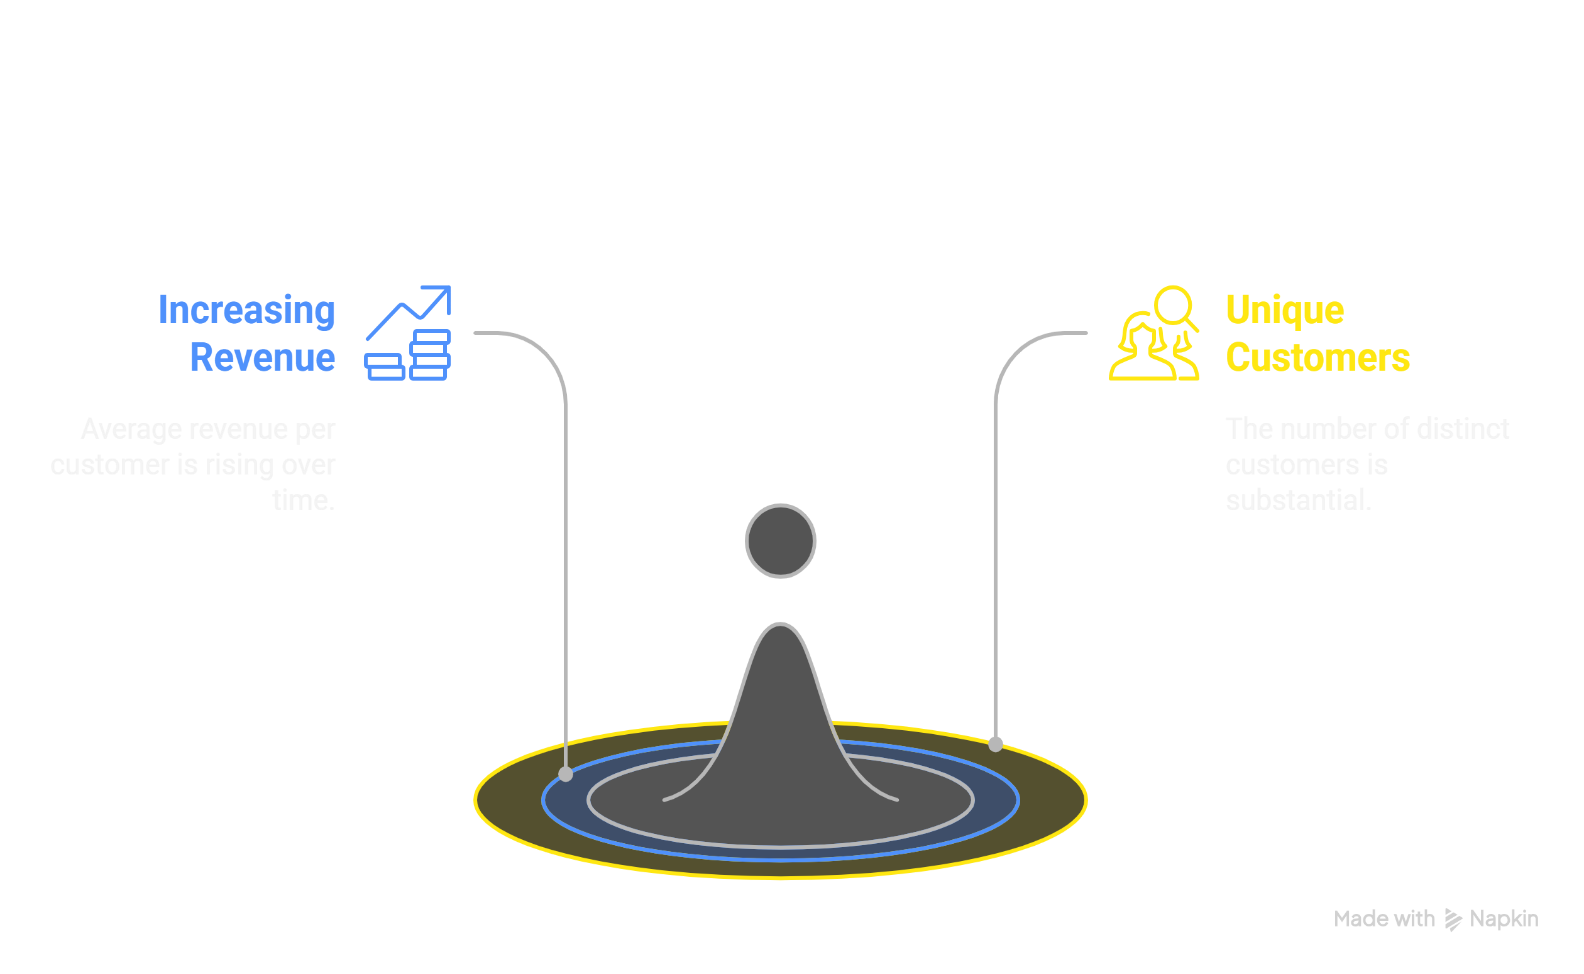 Increasing
Revenue
Average revenue per
customer is rising over
time.
Unique
Customers
The number of distinct
customers is
substantial.
Made with Napkin